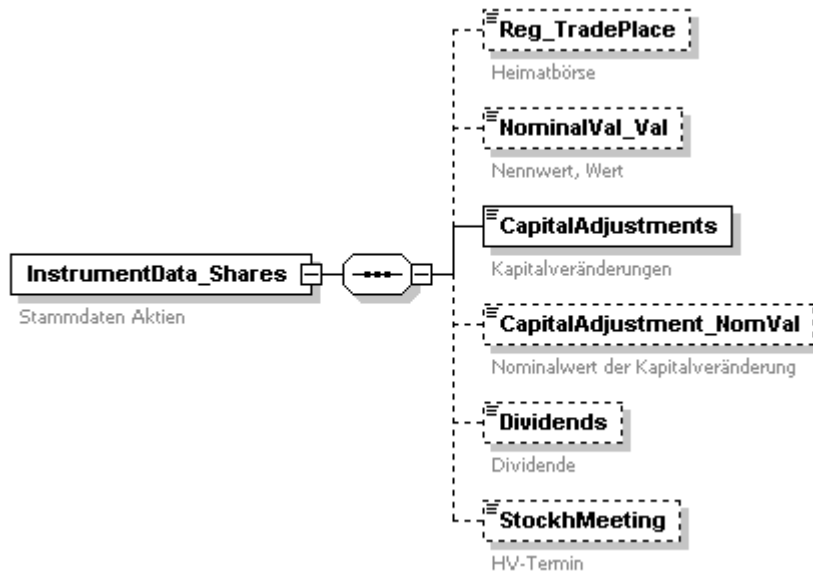 Reg_TradePlace
Heimatbörse
NominalVal_Val
Nennwert, Wert
CapitalAdjustments
Kapitalveränderungen
InstrumentData_Shares
Stammdaten Aktien
CapitalAdjustment_NomVal
Nominalwert der Kapitalveränderung
Dividends
Dividende
StockhMeeting
HV-Termin